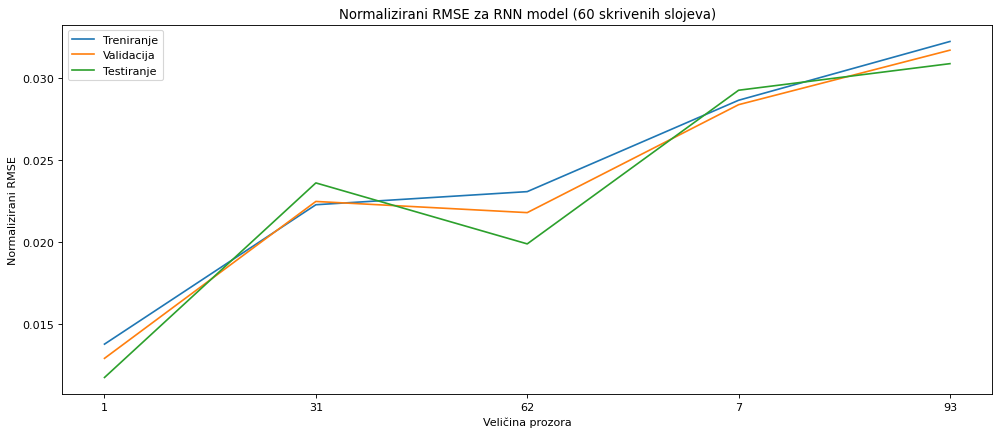 Normalizirani RMSE za RNN model (60 skrivenih slojeva)
Treniranje
Validacija
Testiranje
Normalizirani RMSE
0.030
0.025
0.020
0.015
1 31 62 7 93
Veličina prozora